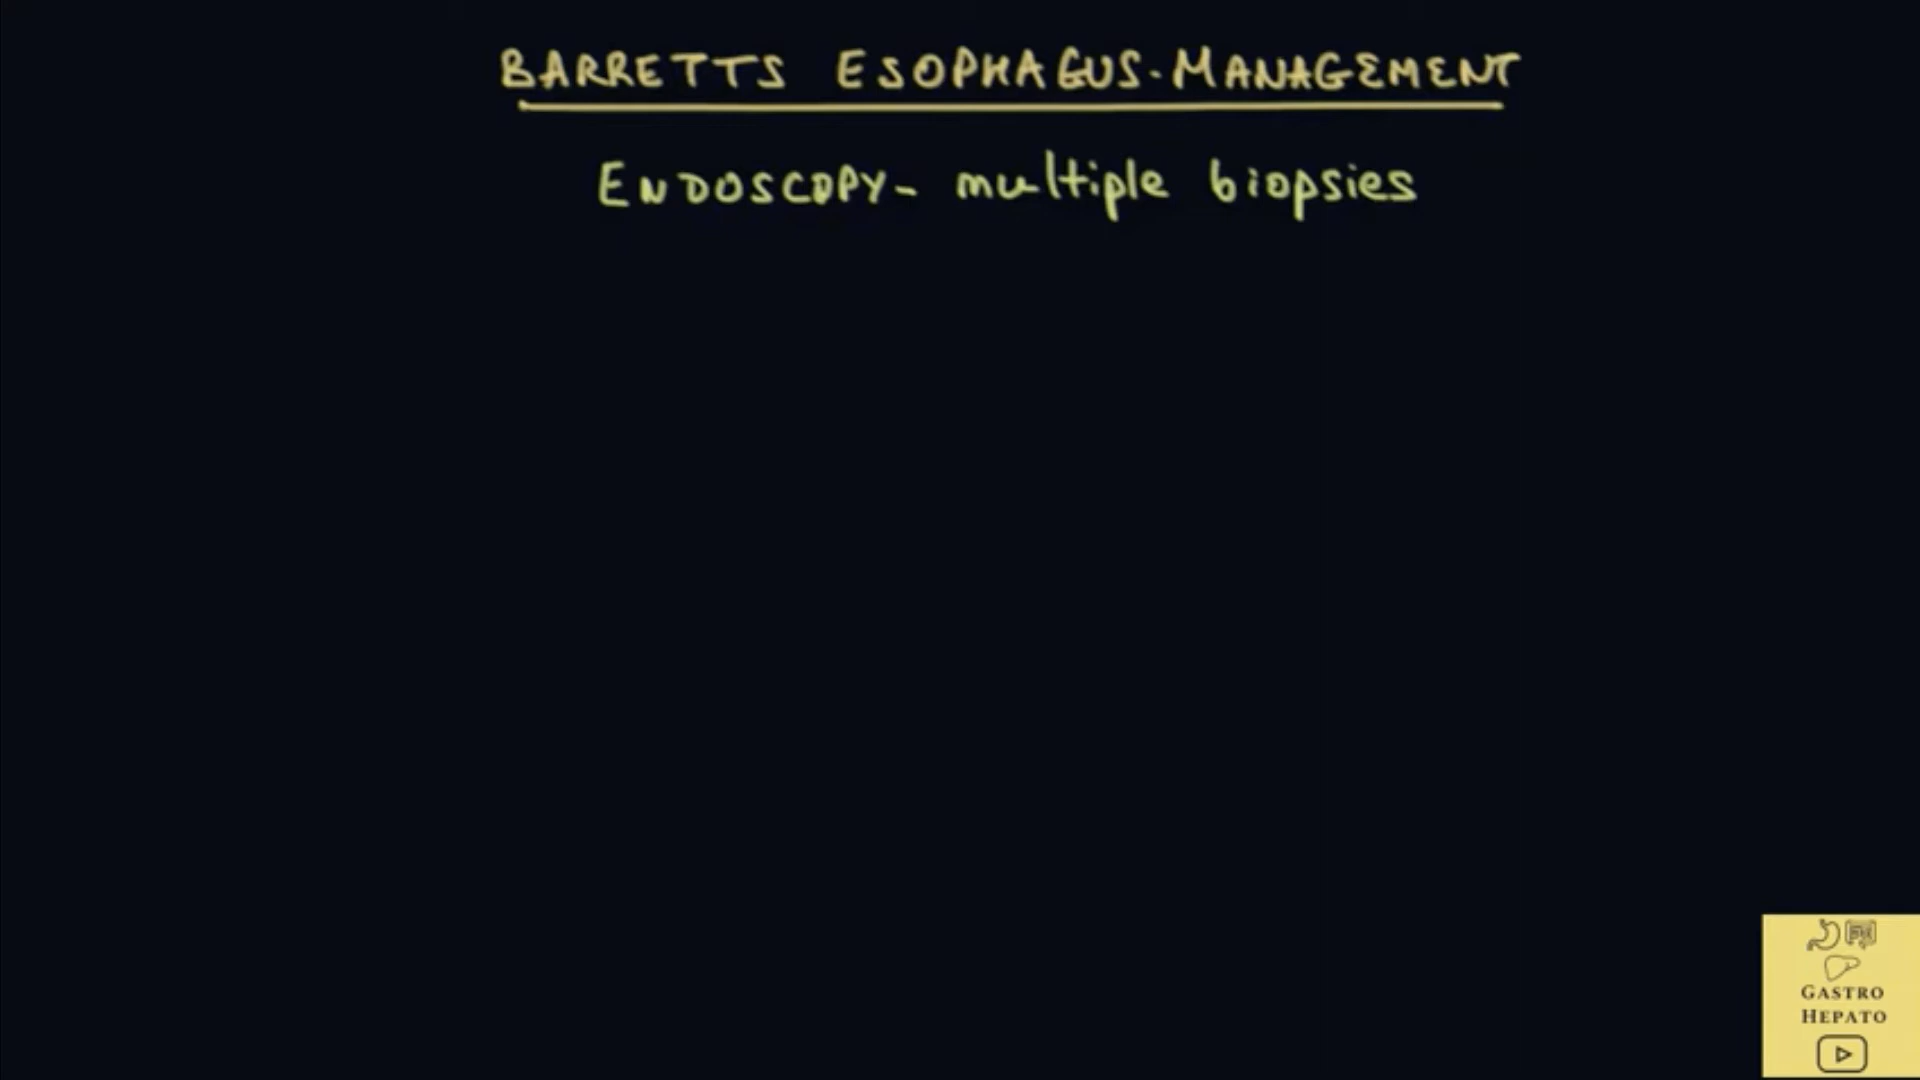 BARRETTS ESOPHAGUS-MANAGEMENT
ENDOSCOPY- multiple biopsies
GASTRO
HEPATO